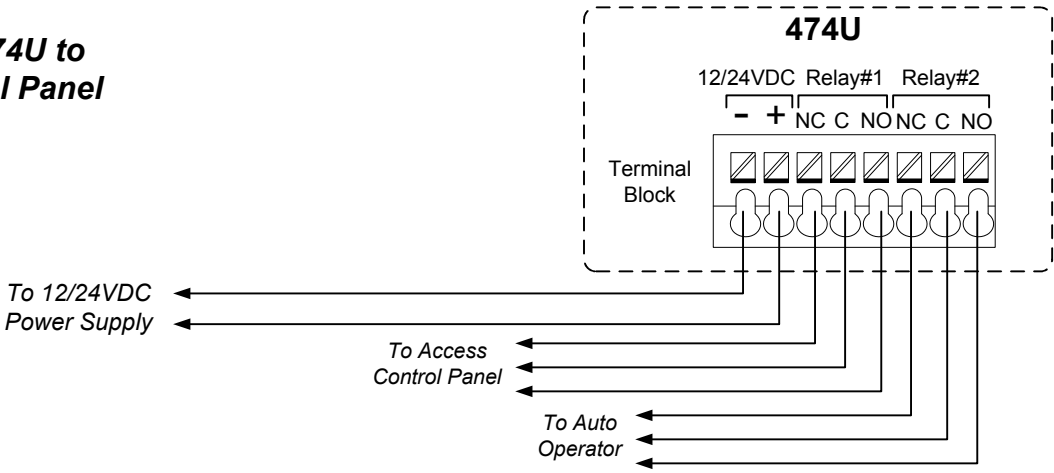 74U to
l Panel
474U
12/24VDC Relay#1 Relay#2
- + NC C NO NC C NO
Terminal
Block
To 12/24VDC
Power Supply
To Access
Control Panel
To Auto
Operator